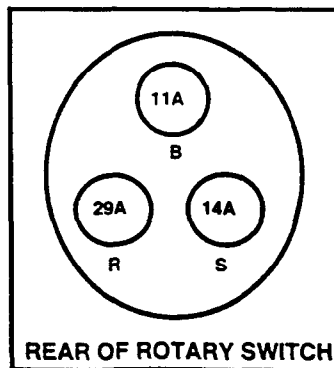 11A
B
29A 14A
R S
REAR OF ROTARY SWITCH